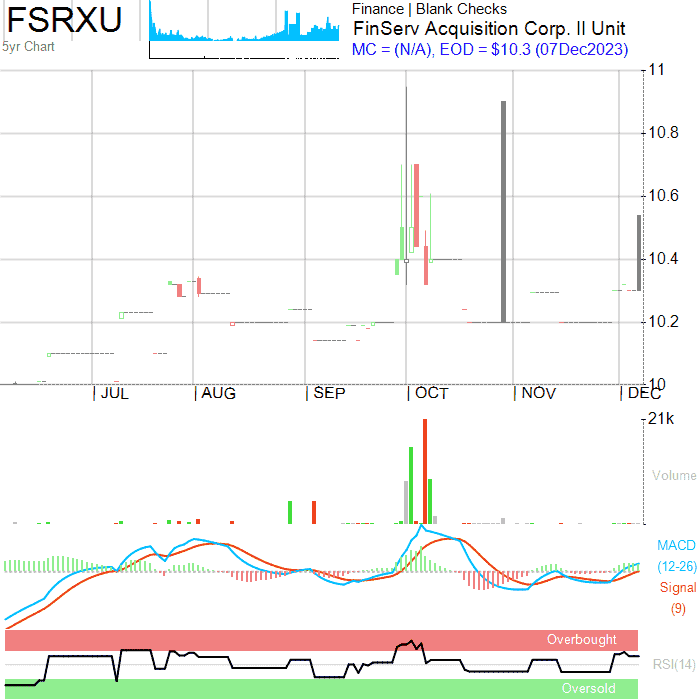 FSRXU
5yr Chart
Finance | Blank Checks
FinServ Acquisition Corp. II Unit
MC = (N/A), EOD = $10.3 (07Dec2023)
11
10.8
10.6
10.4
10.2
10
| JUL | AUG | SEP | OCT | NOV | DEC
21k
Volume
MACD
(12-26)
Signal
(9)
Overbought
RSI(14)
Oversold